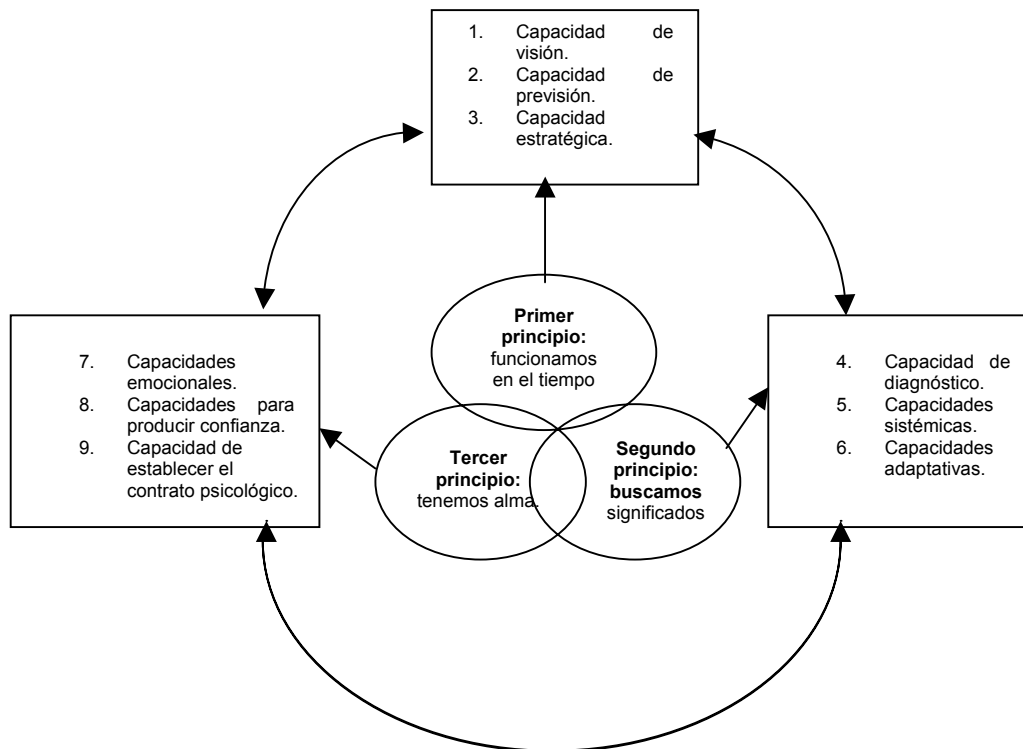 1. Capacidad de
visión.
2. Capacidad de
previsión.
3. Capacidad
estratégica.
Primer
principio:
funcionamos
en el tiempo
7. Capacidades
emocionales.
8. Capacidades para
producir confianza.
9. Capacidad de
establecer el
contrato psicológico.
Tercer
principio:
tenemos alma.
Segundo
principio:
buscamos
significados
4. Capacidad de
diagnóstico.
5. Capacidades
sistémicas.
6. Capacidades
adaptativas.